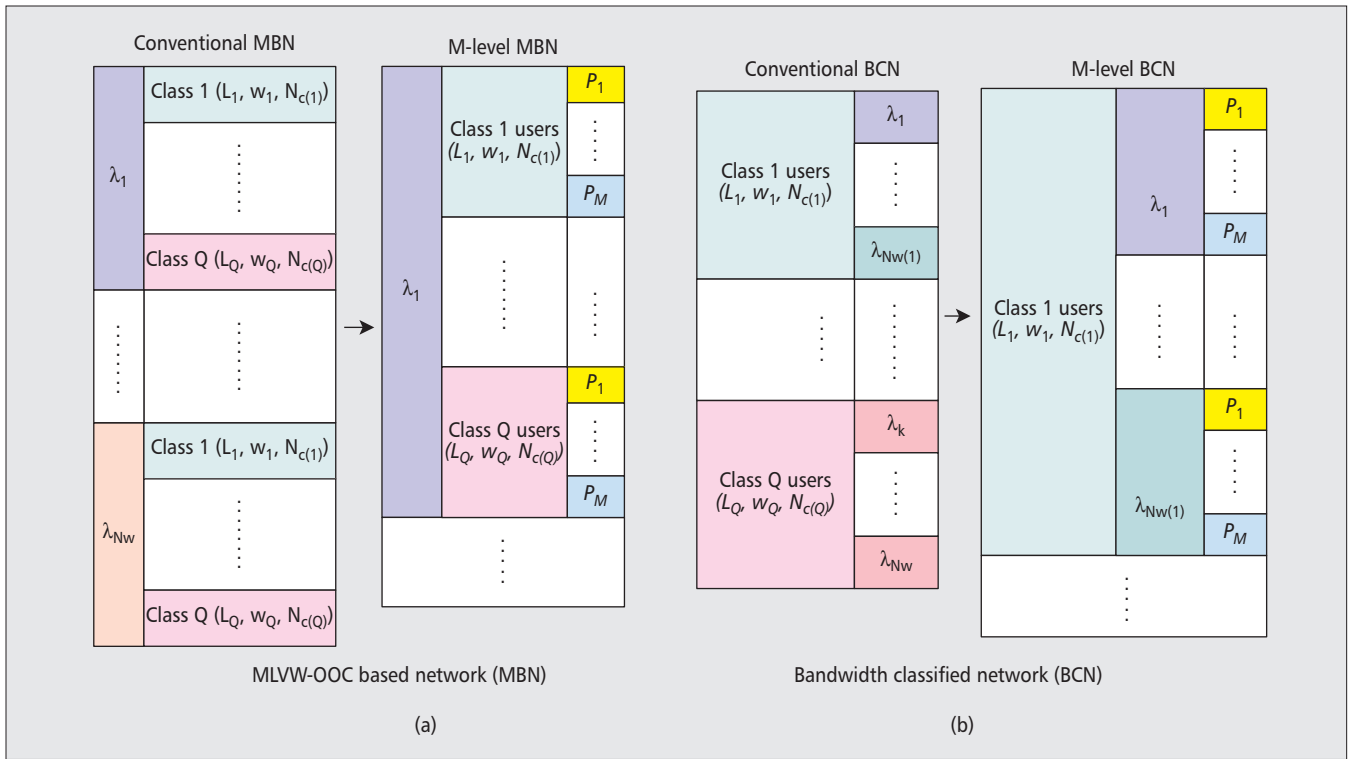 Conventional MBN
λ1
Class 1 (L1, w1, Nc(1))
Class Q (LQ, wQ, Nc(Q))
λNw
Class 1 (L1, w1, Nc(1))
Class Q (LQ, wQ, Nc(Q))
M-level MBN
λ1
Class 1 users
(L1, w1, Nc(1))
P1
PM
Class Q users
(LQ, wQ, Nc(Q))
P1
PM
MLVW-OOC based network (MBN)
(a)
Conventional BCN
Class 1 users
(L1, w1, Nc(1))
λ1
λNw(1)
Class Q users
(LQ, wQ, Nc(Q))
λk
λNw
M-level BCN
Class 1 users
(L1, w1, Nc(1))
λ1
P1
PM
λNw(1)
P1
PM
Bandwidth classified network (BCN)
(b)